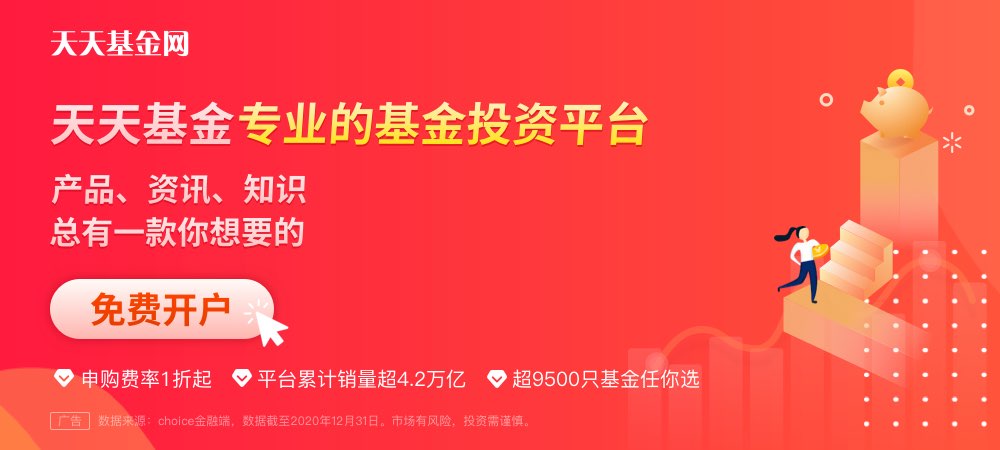 天天基金网
天天基金专业的基金投资平台
产品、资讯、知识
总有一款你想要的
免费开户
申购费率1折起 平台累计销量超4.2万亿 超9500只基金任你选
广告 数据来源：choice金融端，数据截至2020年12月31日。市场有风险，投资需谨慎。